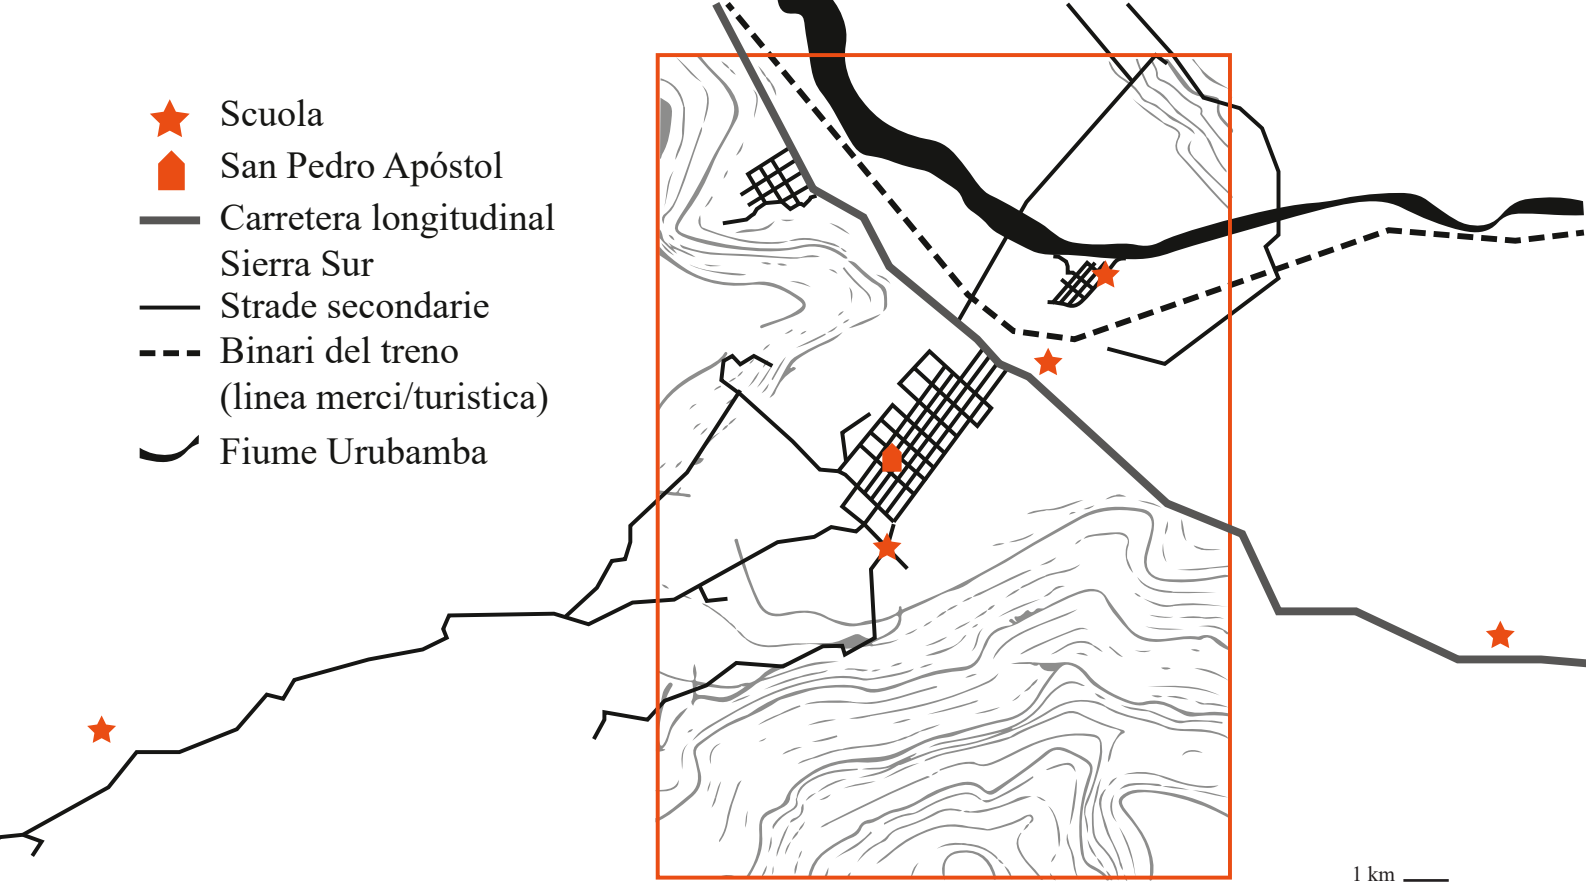 Scuola
San Pedro Apóstol
Carretera longitudinal
Sierra Sur
Strade secondarie
Binari del treno
(linea merci/turistica)
Fiume Urubamba
1 km